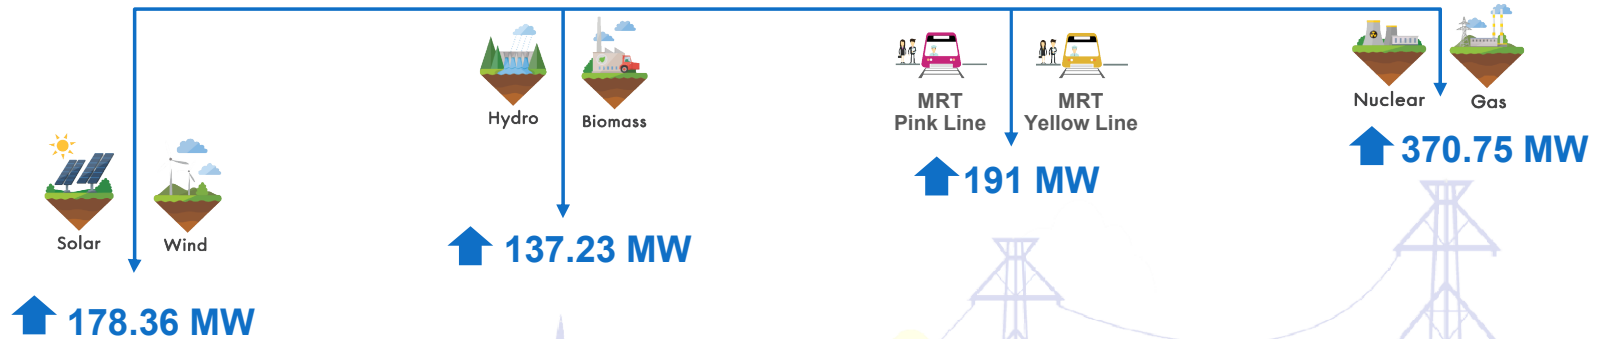 Solar
Wind
178.36 MW
Hydro
Biomass
137.23 MW
MRT
Pink Line
MRT
Yellow Line
191 MW
Nuclear
Gas
370.75 MW